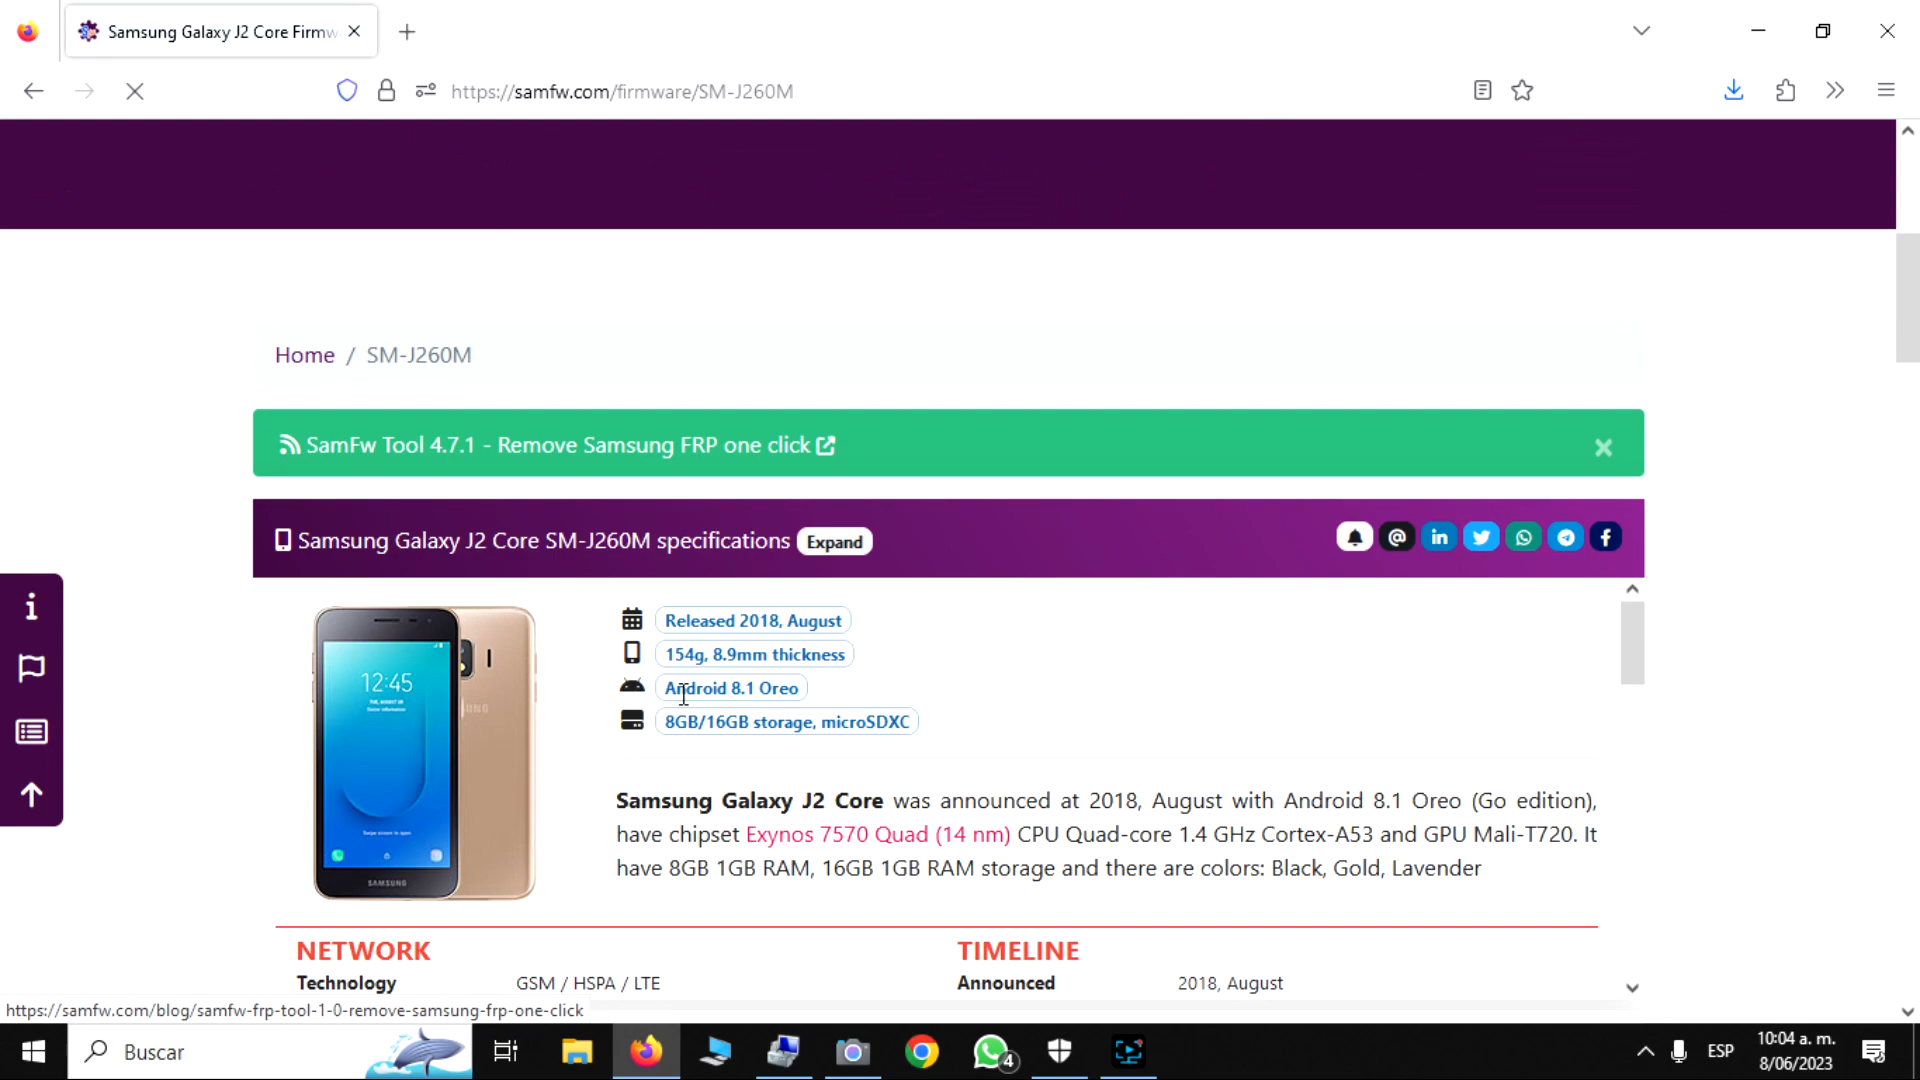 Samsung Galaxy J2 Core Firmw
https://samfw.com/firmware/SM-J260M
Home / SM-J260M
SamFw Tool 4.7.1 - Remove Samsung FRP one click
Samsung Galaxy J2 Core SM-J260M specifications Expand
Released 2018, August
154g, 8.9mm thickness
Android 8.1 Oreo
8GB/16GB storage, microSDXC
12:45
SAMSUNG
Samsung Galaxy J2 Core was announced at 2018, August with Android 8.1 Oreo (Go edition),
have chipset Exynos 7570 Quad (14 nm) CPU Quad-core 1.4 GHz Cortex-A53 and GPU Mali-T720. It
have 8GB 1GB RAM, 16GB 1GB RAM storage and there are colors: Black, Gold, Lavender
NETWORK
Technology GSM / HSPA / LTE
TIMELINE
Announced 2018, August
https://samfw.com/blog/samfw-frp-tool-1-0-remove-samsung-frp-one-click
Buscar
4
ESP
10:04 a. m.
8/06/2023